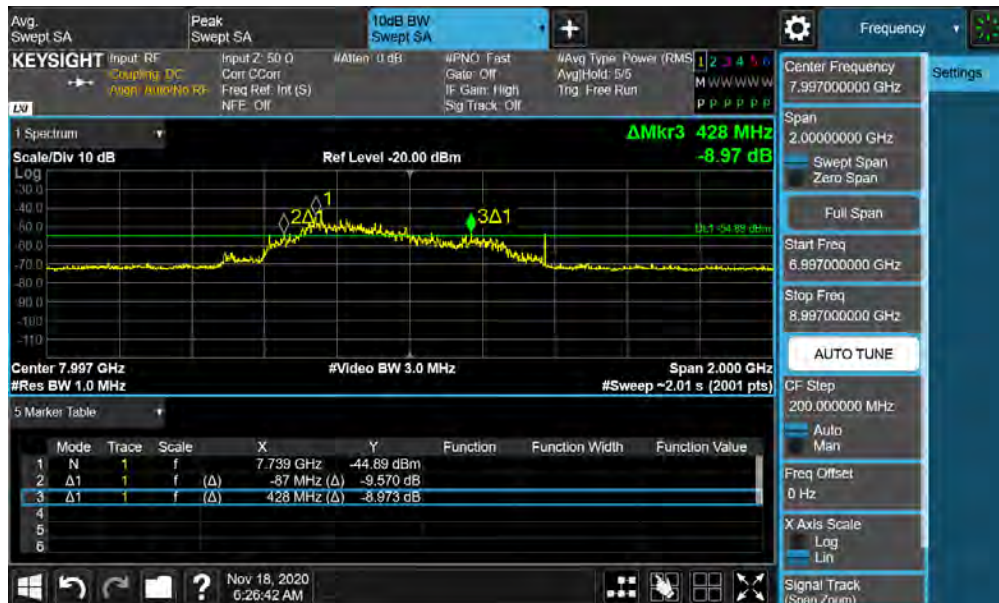 Avg.
Swept SA
Peak
Swept SA
10dB BW
Swept SA
Frequency
KEYSIGHT
Input: RF
Coupling: DC
Align: Auto/No RF
Input Z: 50 Ω
Corr CCorr
Freq Ref: Int (S)
NFE: Off
#Atten: 0 dB
#PNO: Fast
Gate: Off
IF Gain: High
Sig Track: Off
#Avg Type: Power (RMS
Avg|Hold: 5/5
Trig: Free Run
1 2 3 4 5 6
M W W W W W
P P P P P P
LXI
1 Spectrum
ΔMkr3 428 MHz
-8.97 dB
Scale/Div 10 dB
Ref Level -20.00 dBm
Log
-30.0
-40.0
-50.0
-60.0
-70.0
-80.0
-90.0
-100
-110
1
2Δ1
3Δ1
DL1 -54.89 dBm
Center 7.997 GHz
#Video BW 3.0 MHz
Span 2.000 GHz
#Res BW 1.0 MHz
#Sweep ~2.01 s (2001 pts)
5 Marker Table
Mode Trace Scale X Y Function Function Width Function Value
1 N 1 f 7.739 GHz -44.89 dBm
2 Δ1 1 f (Δ) -87 MHz (Δ) -9.570 dB
3 Δ1 1 f (Δ) 428 MHz (Δ) -8.973 dB
4
5
6
Nov 18, 2020
6:26:42 AM
Center Frequency
7.997000000 GHz
Settings
Span
2.00000000 GHz
Swept Span
Zero Span
Full Span
Start Freq
6.997000000 GHz
Stop Freq
8.997000000 GHz
AUTO TUNE
CF Step
200.000000 MHz
Auto
Man
Freq Offset
0 Hz
X Axis Scale
Log
Lin
Signal Track
(Span Zoom)